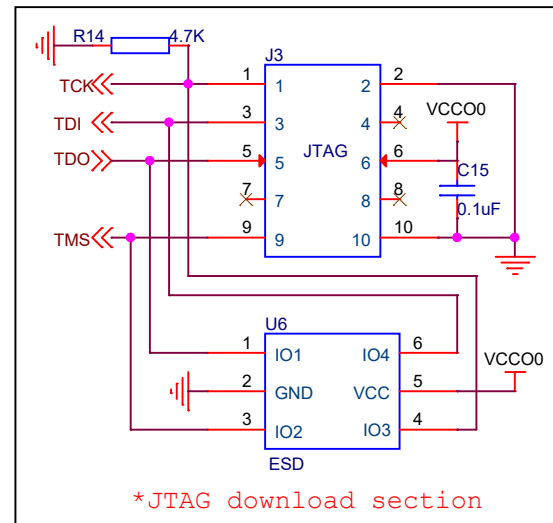 R14 4.7K
J3
TCK 1 1 2 2
VCCO0
TDI 3 3 4 4
TDO 5 5 JTAG 6 6
C15
7 7 8 8
0.1uF
TMS 9 9 10 10
U6
1 IO1 IO4 6
VCCO0
2 GND VCC 5
3 IO2 IO3 4
ESD
*JTAG download section